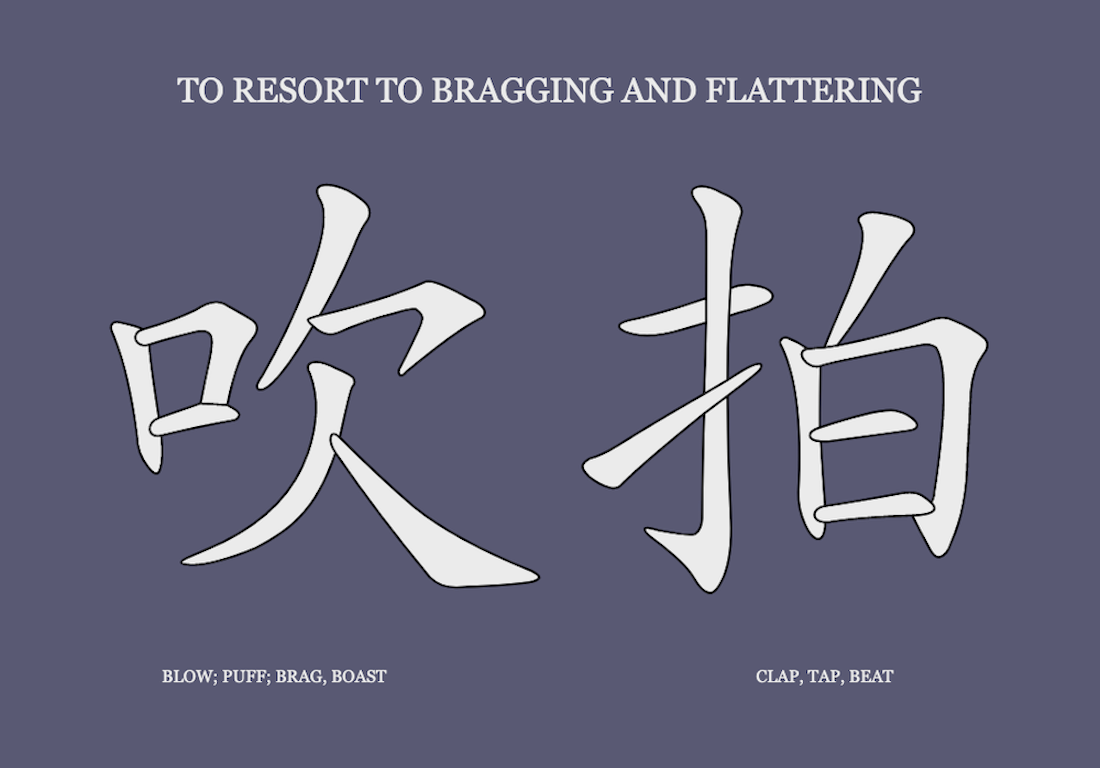 TO RESORT TO BRAGGING AND FLATTERING
吹拍
BLOW; PUFF; BRAG, BOAST
CLAP, TAP, BEAT